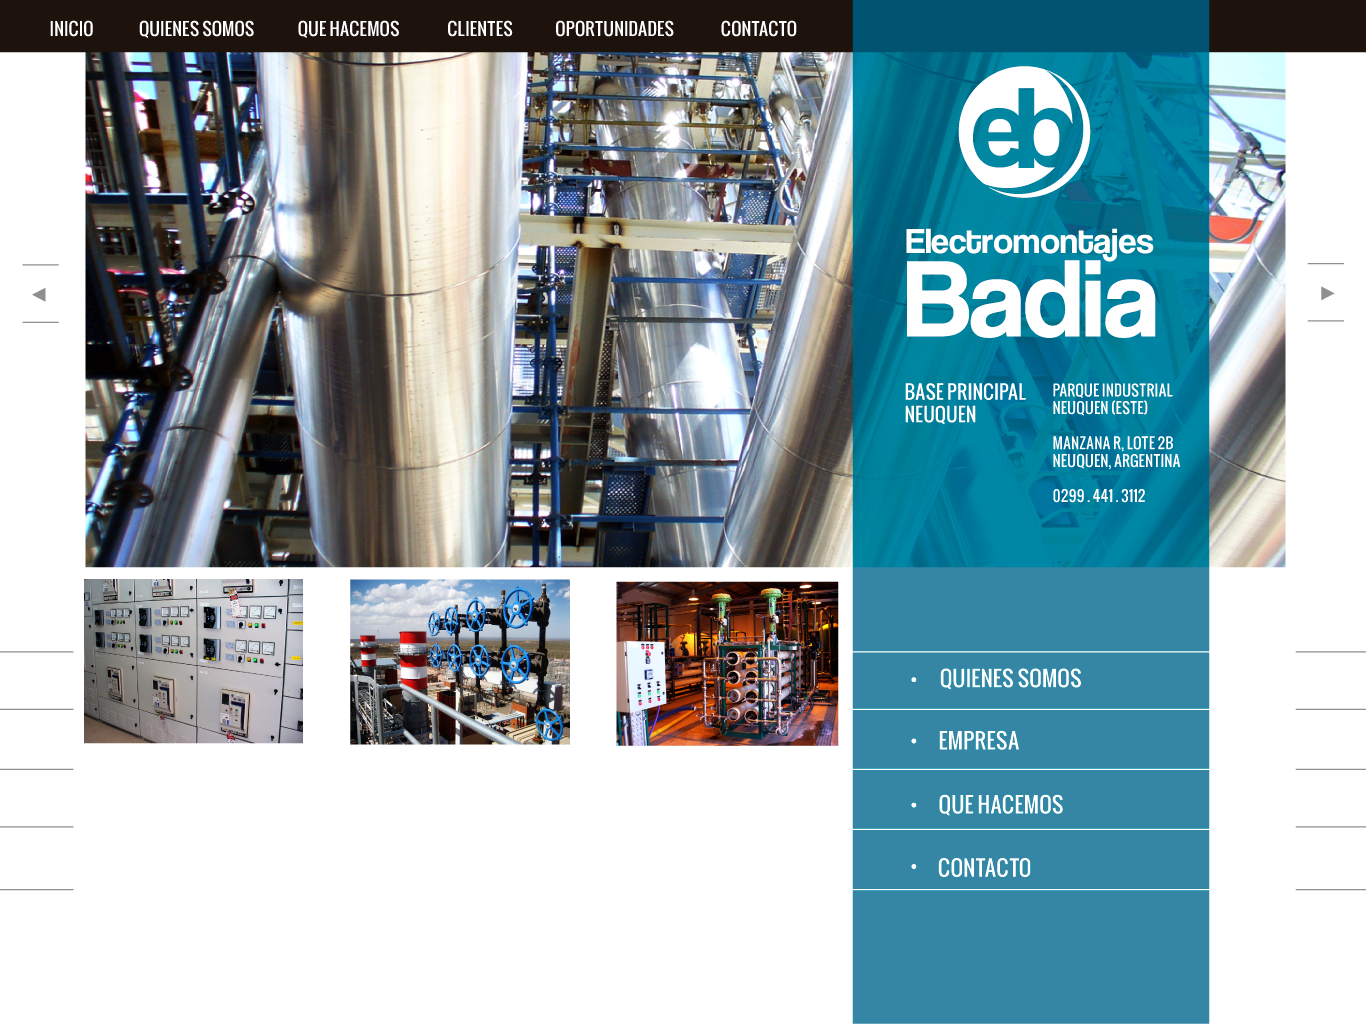 INICIO
QUIENES SOMOS
QUE HACEMOS
CLIENTES
OPORTUNIDADES
CONTACTO
eb
Electromontajes
Badia
BASE PRINCIPAL
NEUQUEN
PARQUE INDUSTRIAL
NEUQUEN (ESTE)
MANZANA R, LOTE 2B
NEUQUEN, ARGENTINA
0299 . 441 . 3112
• QUIENES SOMOS
• EMPRESA
• QUE HACEMOS
• CONTACTO